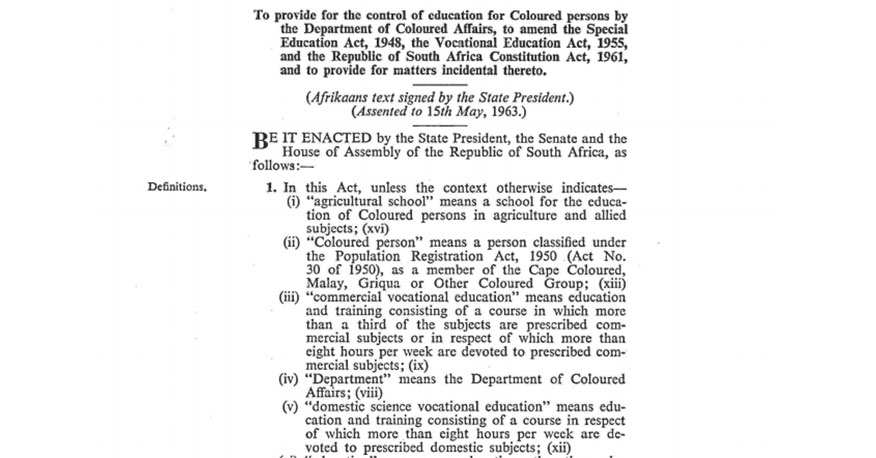 To provide for the control of education for Coloured persons by
the Department of Coloured Affairs, to amend the Special
Education Act, 1948, the Vocational Education Act, 1955,
and the Republic of South Africa Constitution Act, 1961,
and to provide for matters incidental thereto.
(Afrikaans text signed by the State President.)
(Assented to 15th May, 1963.)
BE IT ENACTED by the State President, the Senate and the
House of Assembly of the Republic of South Africa, as
follows:—
Definitions.
1. In this Act, unless the context otherwise indicates—
(i) “agricultural school” means a school for the educa-
tion of Coloured persons in agriculture and allied
subjects; (xvi)
(ii) “Coloured person” means a person classified under
the Population Registration Act, 1950 (Act No.
30 of 1950), as a member of the Cape Coloured,
Malay, Griqua or Other Coloured Group; (xiii)
(iii) “commercial vocational education” means education
and training consisting of a course in which more
than a third of the subjects are prescribed com-
mercial subjects or in respect of which more than
eight hours per week are devoted to prescribed com-
mercial subjects; (ix)
(iv) “Department” means the Department of Coloured
Affairs; (viii)
(v) “domestic science vocational education” means edu-
cation and training consisting of a course in respect
of which more than eight hours per week are de-
voted to prescribed domestic subjects; (xii)